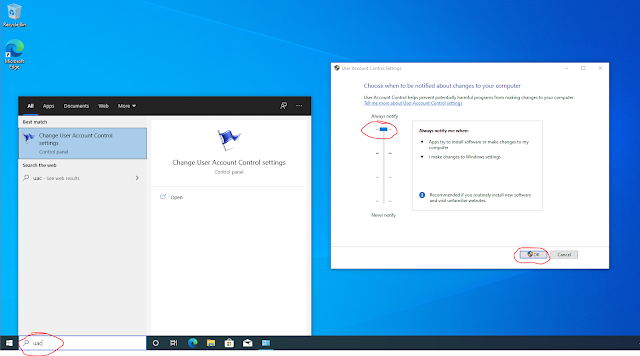 Recycle Bin
Microsoft
Edge
All Apps Documents Web More
Best match
Change User Account Control
settings
Control panel
Search the web
uac - See web results
Change User Account Control settings
Control panel
Open
uac
User Account Control Settings
Choose when to be notified about changes to your computer
User Account Control helps prevent potentially harmful programs from making changes to your computer.
Tell me more about User Account Control settings
Always notify
Always notify me when:
• Apps try to install software or make changes to my
computer
• I make changes to Windows settings
Recommended if you routinely install new software
and visit unfamiliar websites.
Never notify
OK Cancel